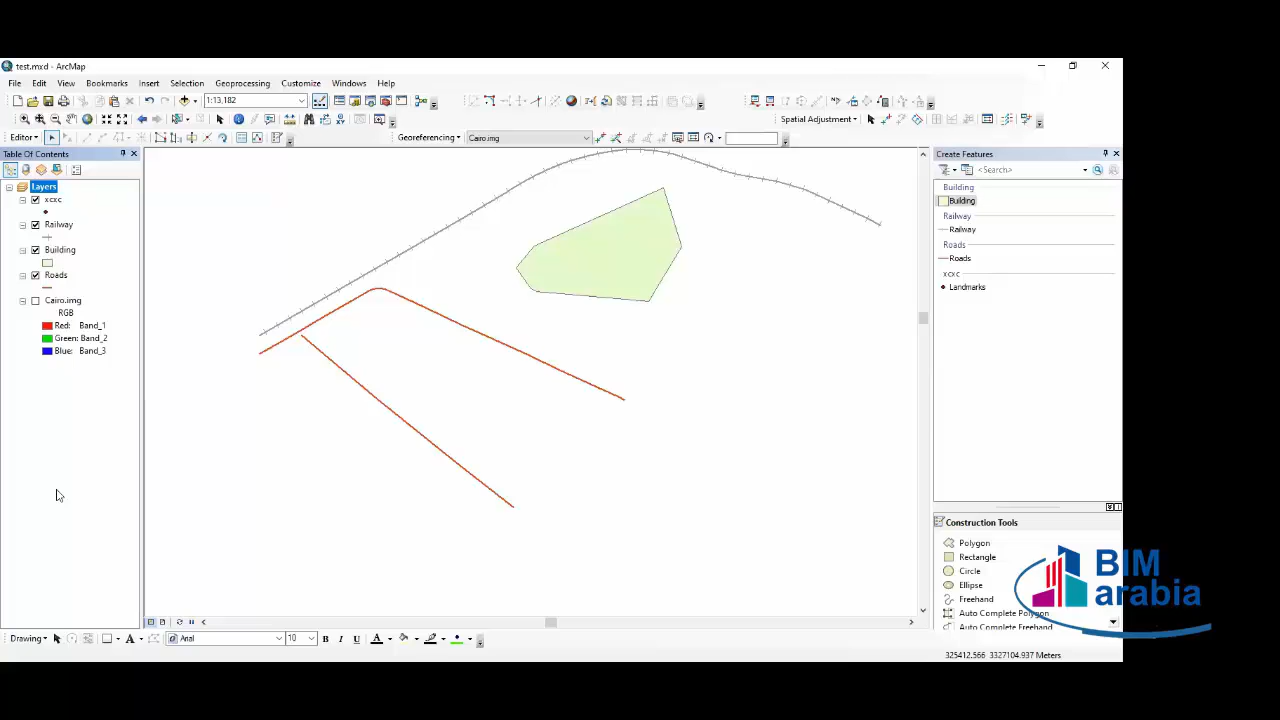 test.mxd - ArcMap
File Edit View Bookmarks Insert Selection Geoprocessing Customize Windows Help
1:13,182
Editor Georeferencing Cairo.img Spatial Adjustment
Table Of Contents
Layers
xcxc
Railway
Building
Roads
Cairo.img
RGB
Red: Band_1
Green: Band_2
Blue: Band_3
Create Features
<Search>
Building
Building
Railway
Railway
Roads
Roads
xcxc
Landmarks
Construction Tools
Polygon
Rectangle
Circle
Ellipse
Freehand
Auto Complete Polygon
Auto Complete Freehand
BIM
arabia
Drawing Arial 10 B I U A
325412.566 3327104.937 Meters